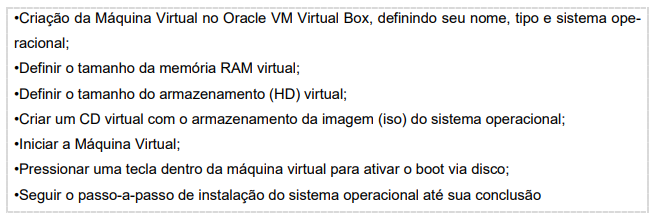 •Criação da Máquina Virtual no Oracle VM Virtual Box, definindo seu nome, tipo e sistema ope-
racional;
•Definir o tamanho da memória RAM virtual;
•Definir o tamanho do armazenamento (HD) virtual;
•Criar um CD virtual com o armazenamento da imagem (iso) do sistema operacional;
•Iniciar a Máquina Virtual;
•Pressionar uma tecla dentro da máquina virtual para ativar o boot via disco;
•Seguir o passo-a-passo de instalação do sistema operacional até sua conclusão